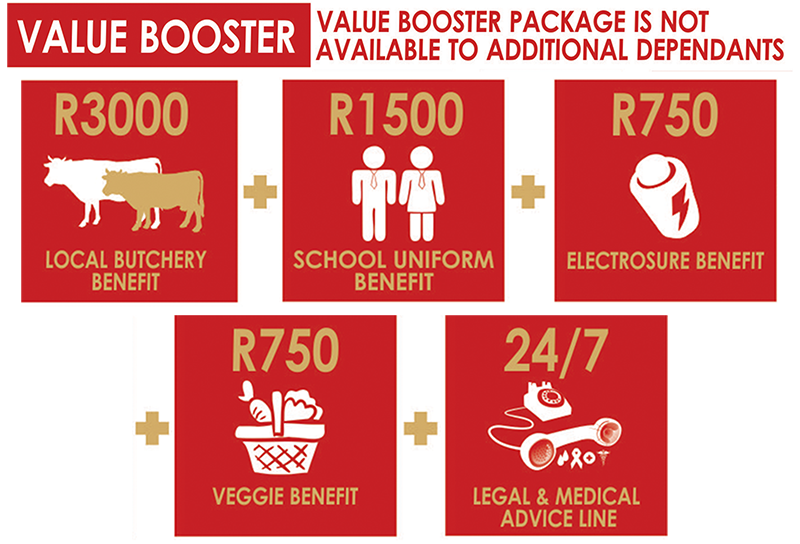 VALUE BOOSTER
VALUE BOOSTER PACKAGE IS NOT
AVAILABLE TO ADDITIONAL DEPENDANTS
R3000
LOCAL BUTCHERY
BENEFIT
R1500
SCHOOL UNIFORM
BENEFIT
R750
ELECTROSURE BENEFIT
R750
VEGGIE BENEFIT
24/7
LEGAL & MEDICAL
ADVICE LINE